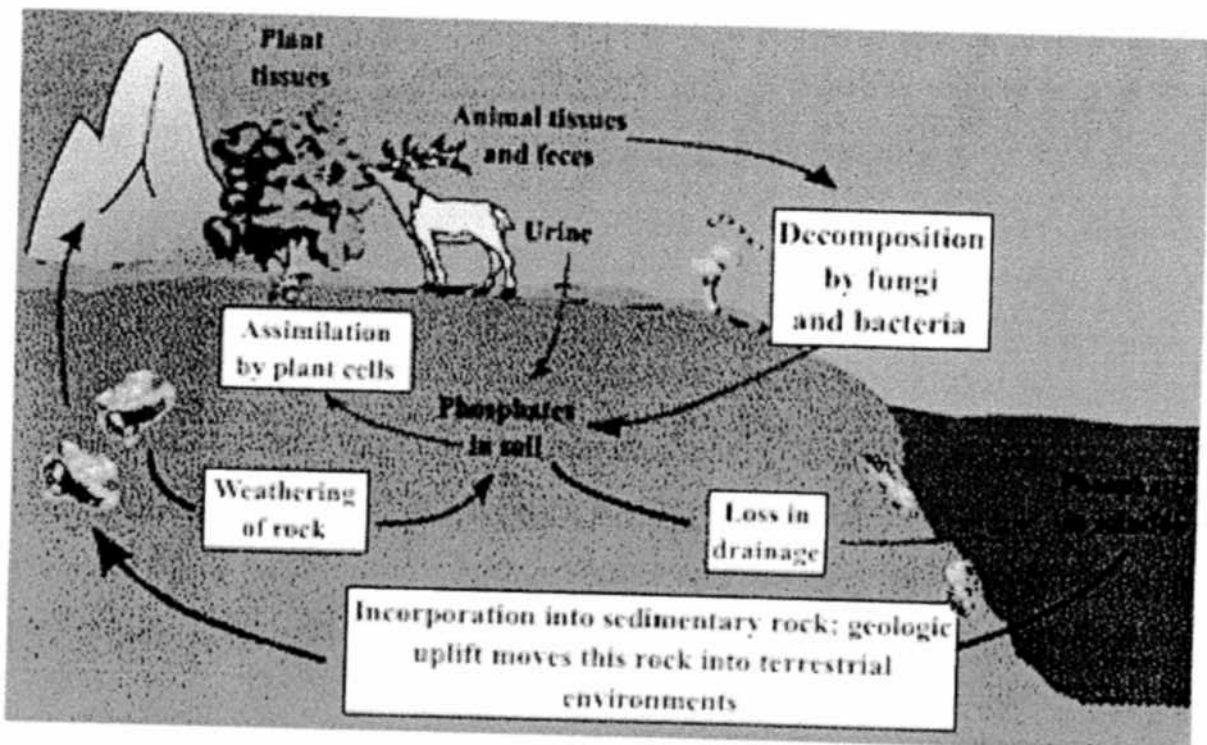 Plant
tissues
Animal tissues
and feces
Urine
Decomposition
by fungi
and bacteria
Assimilation
by plant cells
Phosphates
in soil
Weathering
of rock
Loss in
drainage
Incorporation into sedimentary rock; geologic
uplift moves this rock into terrestrial
environments